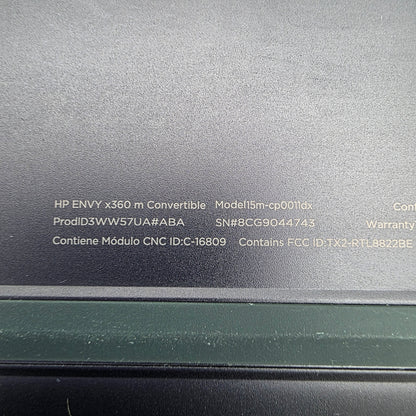 HP ENVY x360 m Convertible Model15m-cp0011dx Conf
ProdID3WW57UA#ABA SN#8CG9044743 Warranty
Contiene Módulo CNC ID:C-16809 Contains FCC ID:TX2-RTL8822BE